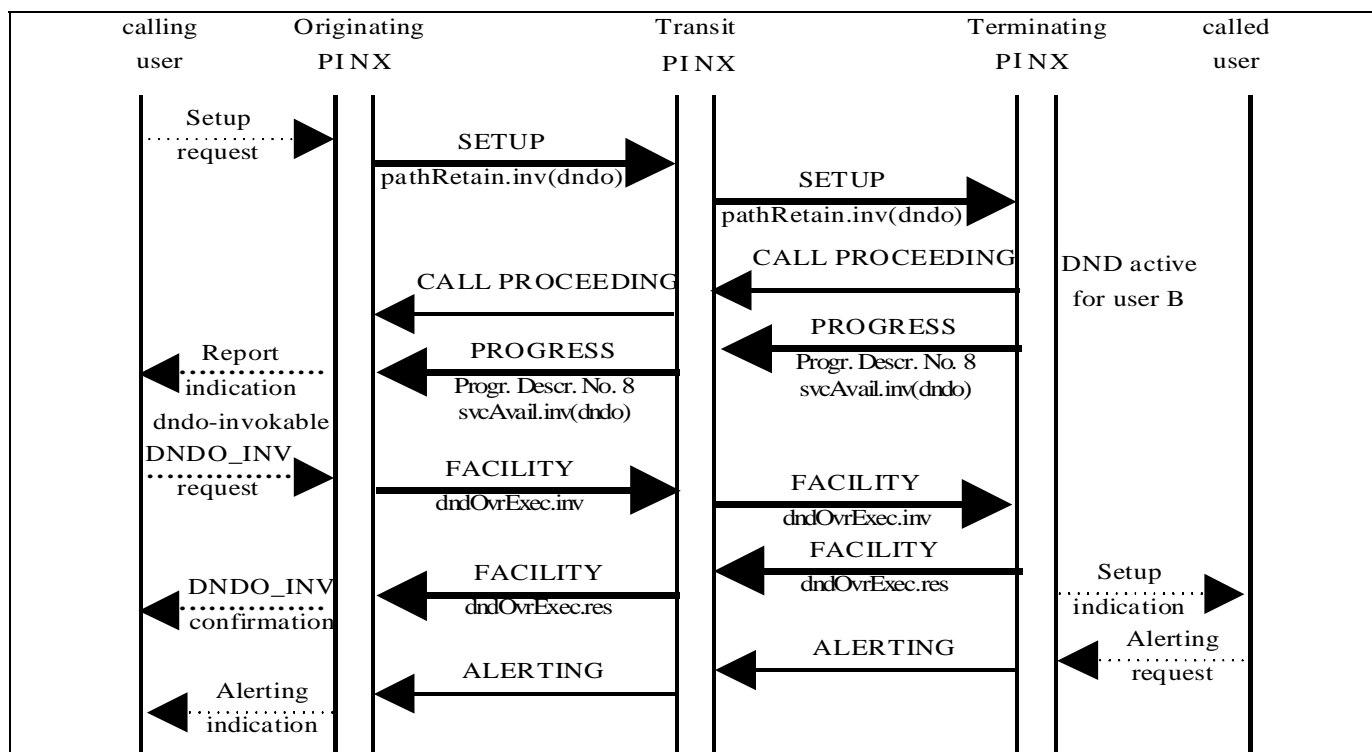 calling Originating Transit Terminating called
user PINX PINX PINX user
Setup
request
SETUP
pathRetain.inv(dndo)
SETUP
pathRetain.inv(dndo)
CALL PROCEEDING
DND active
for user B
CALL PROCEEDING
PROGRESS
Progr. Descr. No. 8
svcAvail.inv(dndo)
Report
indication
dndo-invokable
PROGRESS
Progr. Descr. No. 8
svcAvail.inv(dndo)
DNDO_INV
request
FACILITY
dndOvrExec.inv
FACILITY
dndOvrExec.inv
FACILITY
dndOvrExec.res
Setup
indication
DNDO_INV
confirmation
FACILITY
dndOvrExec.res
Alerting
request
ALERTING
ALERTING
Alerting
indication